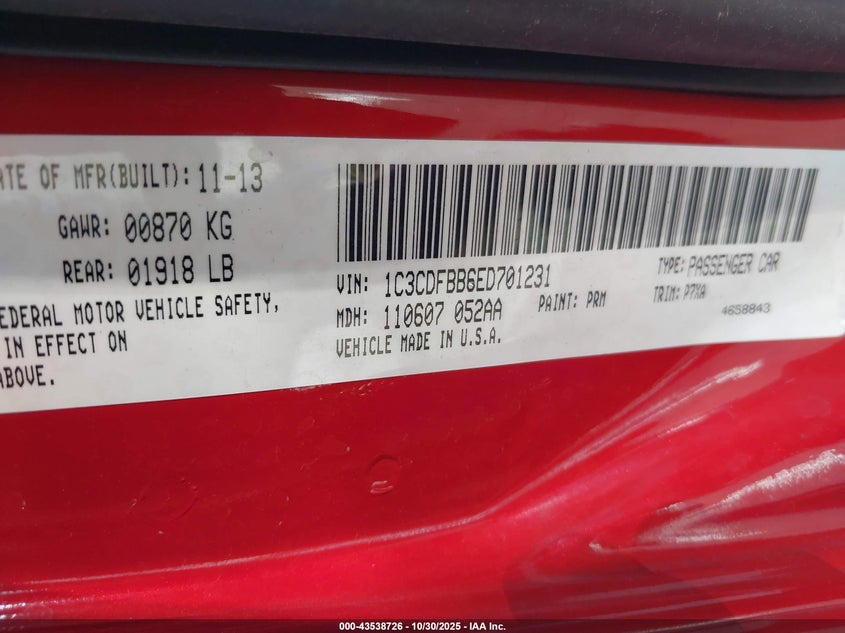 ATE OF MFR(BUILT): 11-13
GAWR: 00870 KG
REAR: 01918 LB
EDERAL MOTOR VEHICLE SAFETY,
IN EFFECT ON
ABOVE.
VIN: 1C3CDFBB6ED701231
TYPE: PASSENGER CAR
MDH: 110607 052AA
PAINT: PRM
TRIM: P7XA
VEHICLE MADE IN U.S.A.
4658843
000-43538726 - 10/30/2025 - IAA Inc.